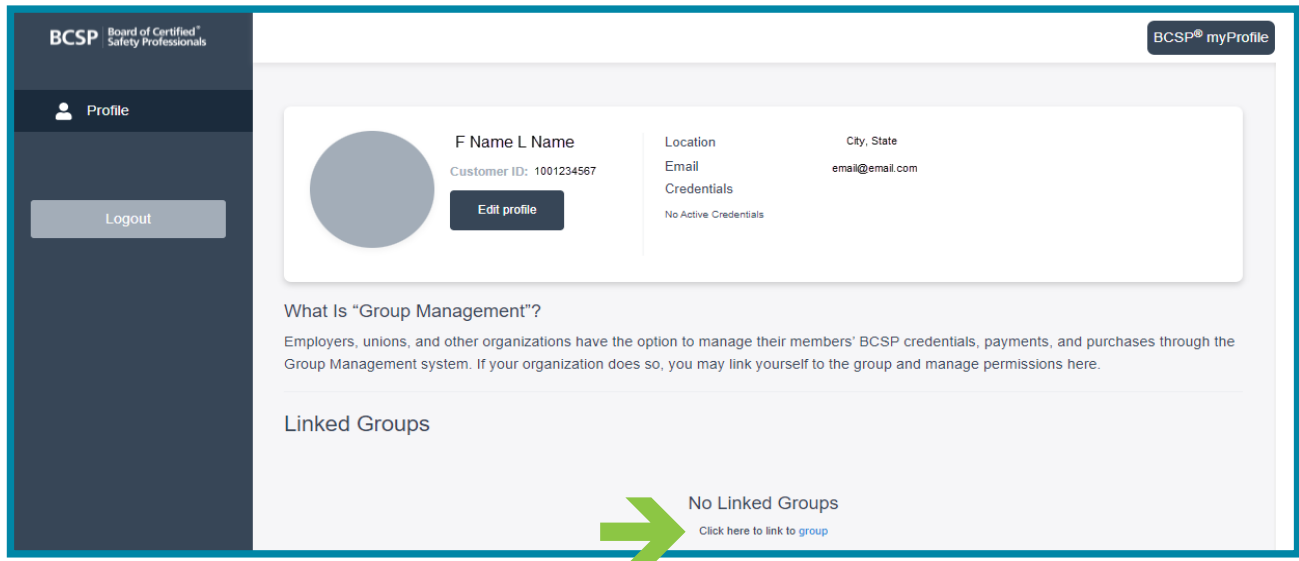 BCSP Board of Certified®
Safety Professionals
BCSP® myProfile
Profile
Logout
F Name L Name
Customer ID: 1001234567
Edit profile
Location City, State
Email email@email.com
Credentials
No Active Credentials
What Is “Group Management”?
Employers, unions, and other organizations have the option to manage their members’ BCSP credentials, payments, and purchases through the
Group Management system. If your organization does so, you may link yourself to the group and manage permissions here.
Linked Groups
No Linked Groups
Click here to link to group